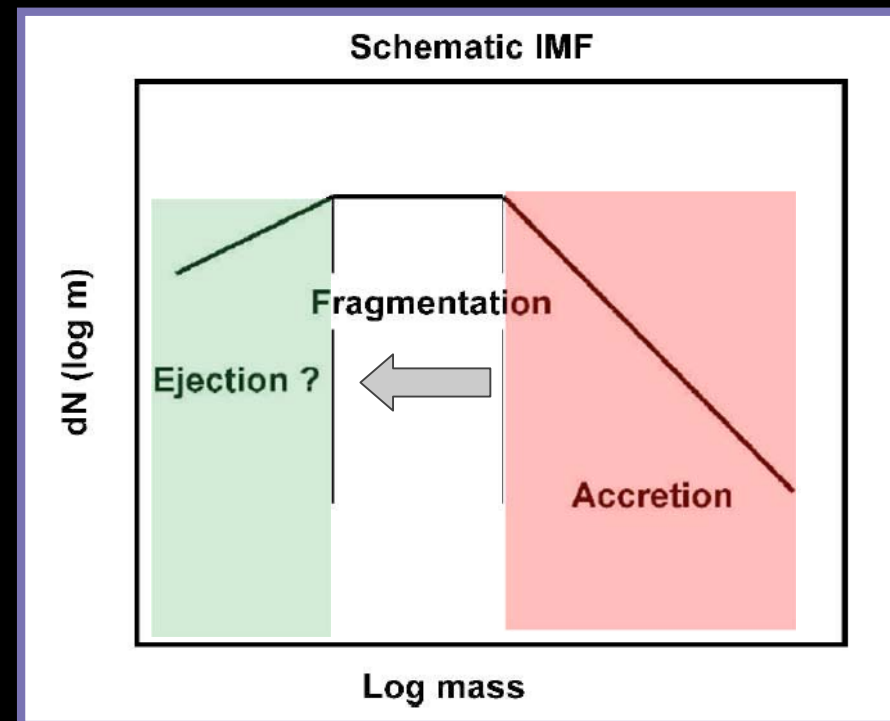 Schematic IMF
dN (log m)
Fragmentation
Ejection ?
Accretion
Log mass